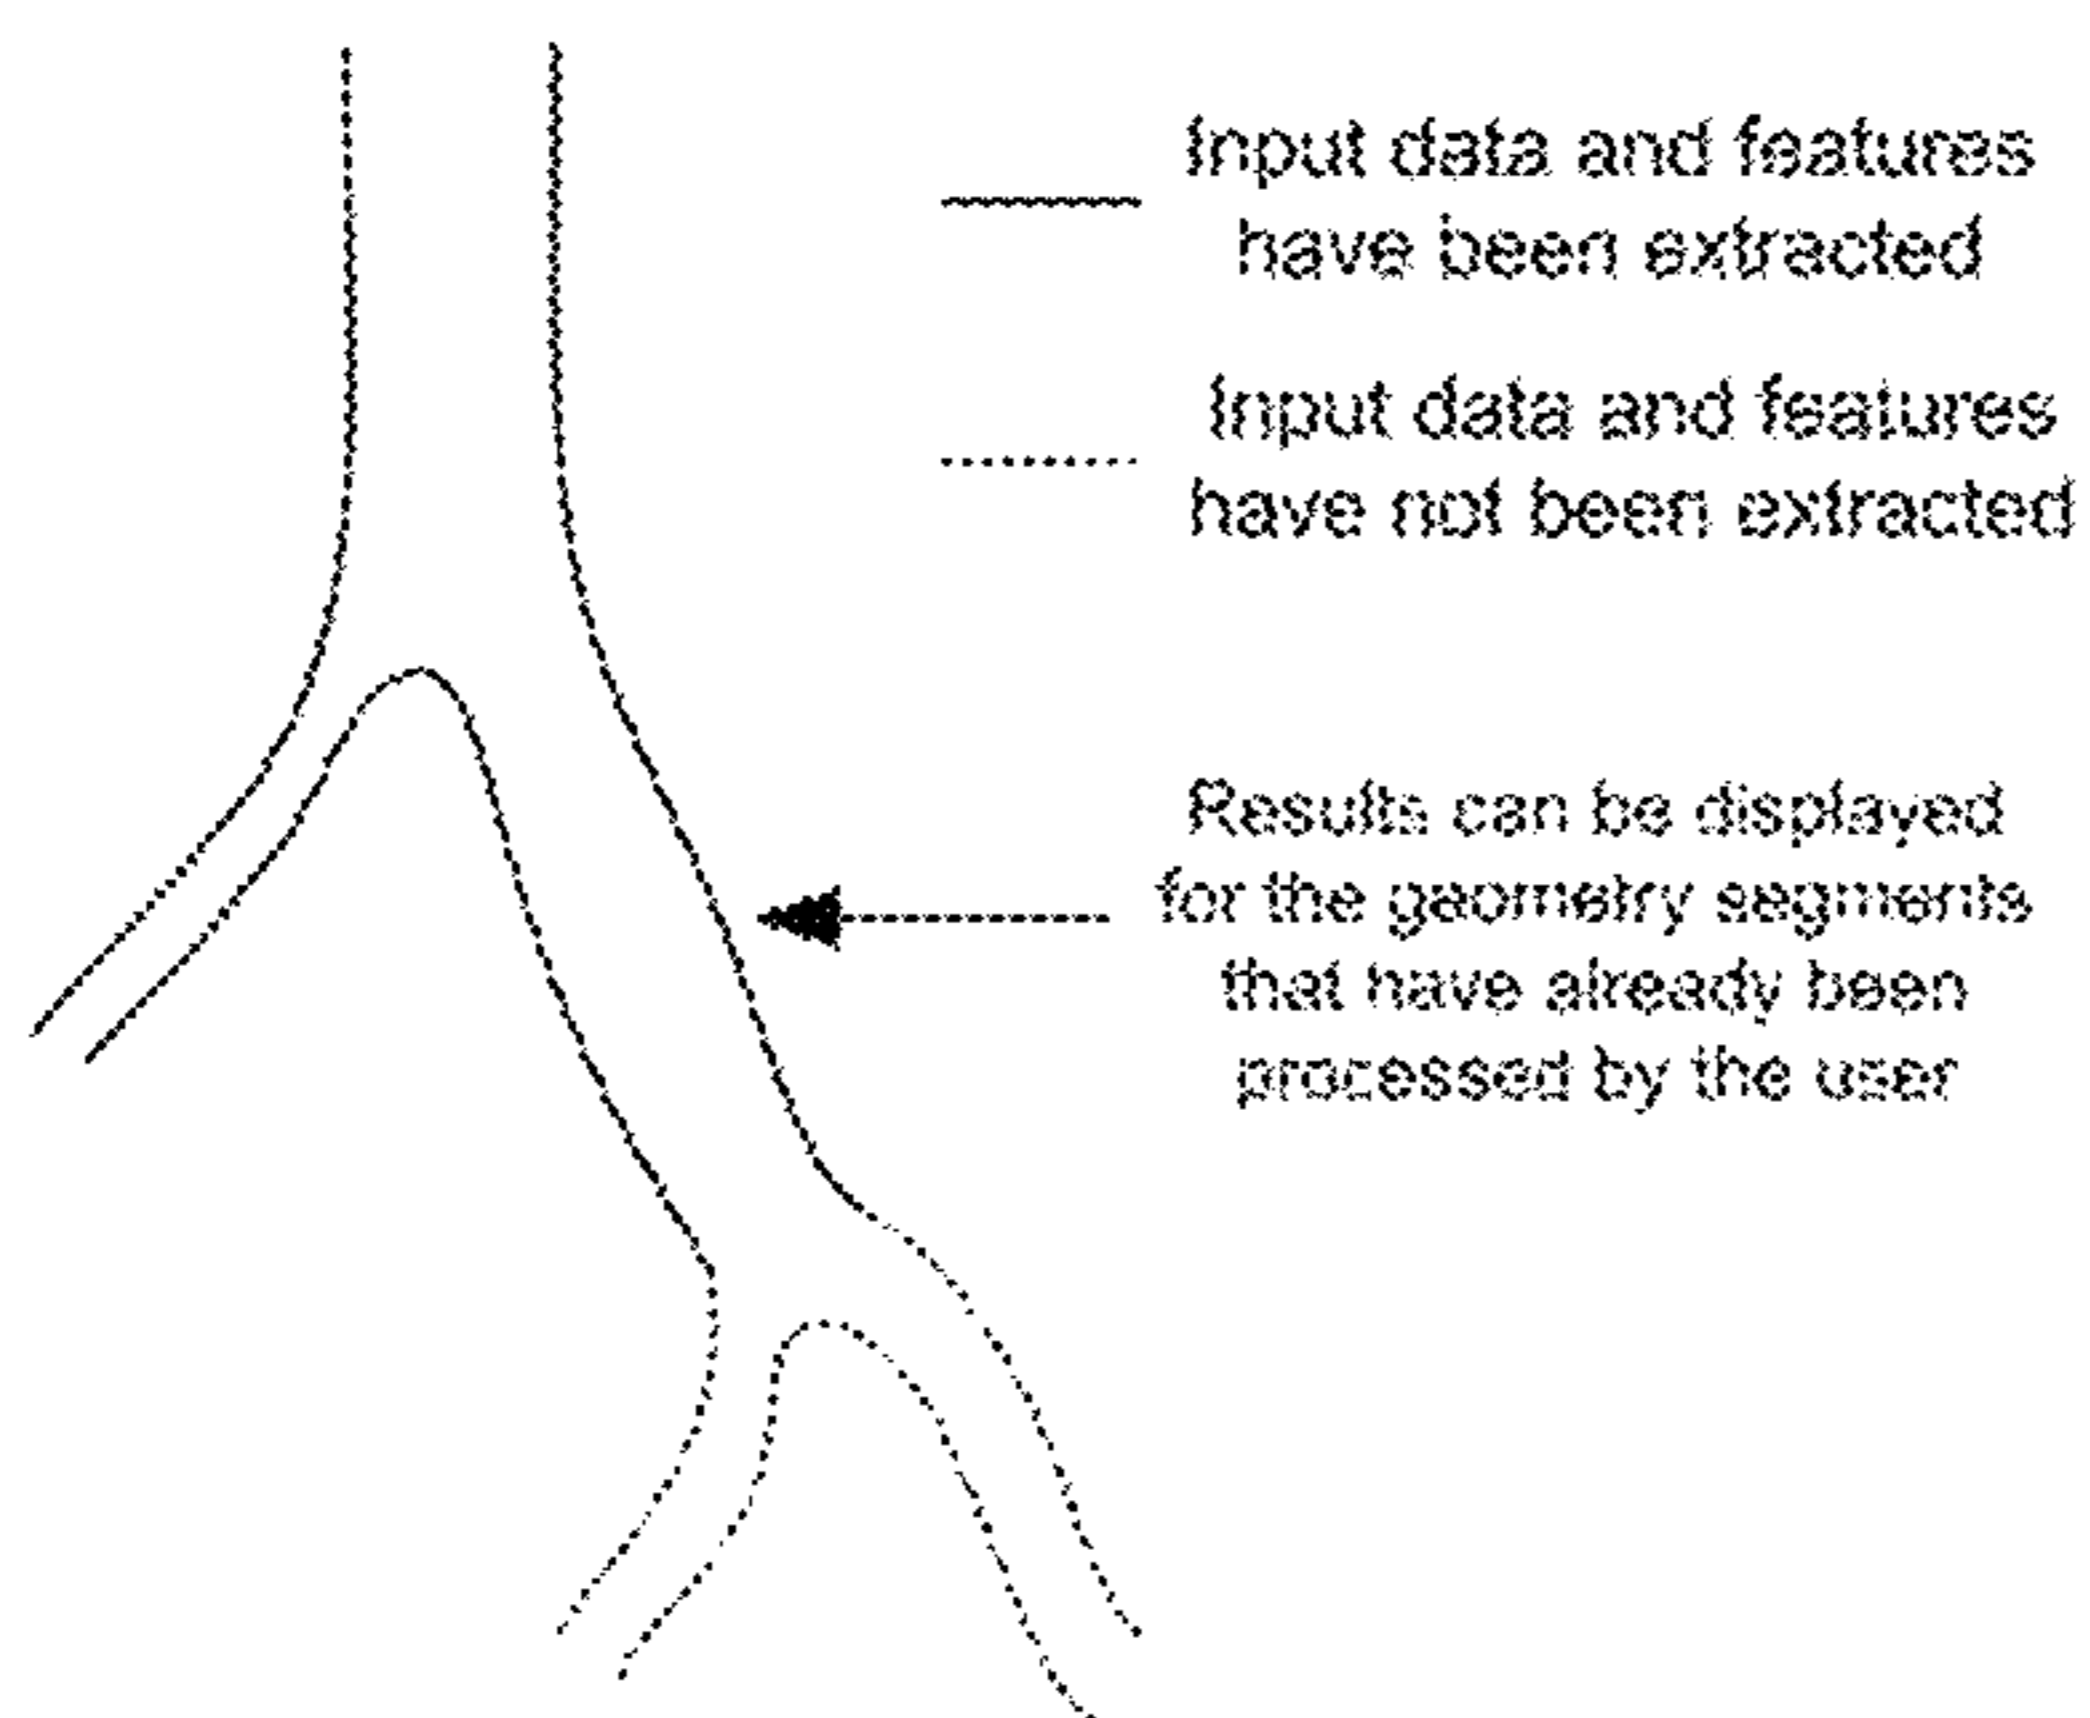 Input data and features
have been extracted
Input data and features
have not been extracted
Results can be displayed
for the geometry segments
that have already been
processed by the user